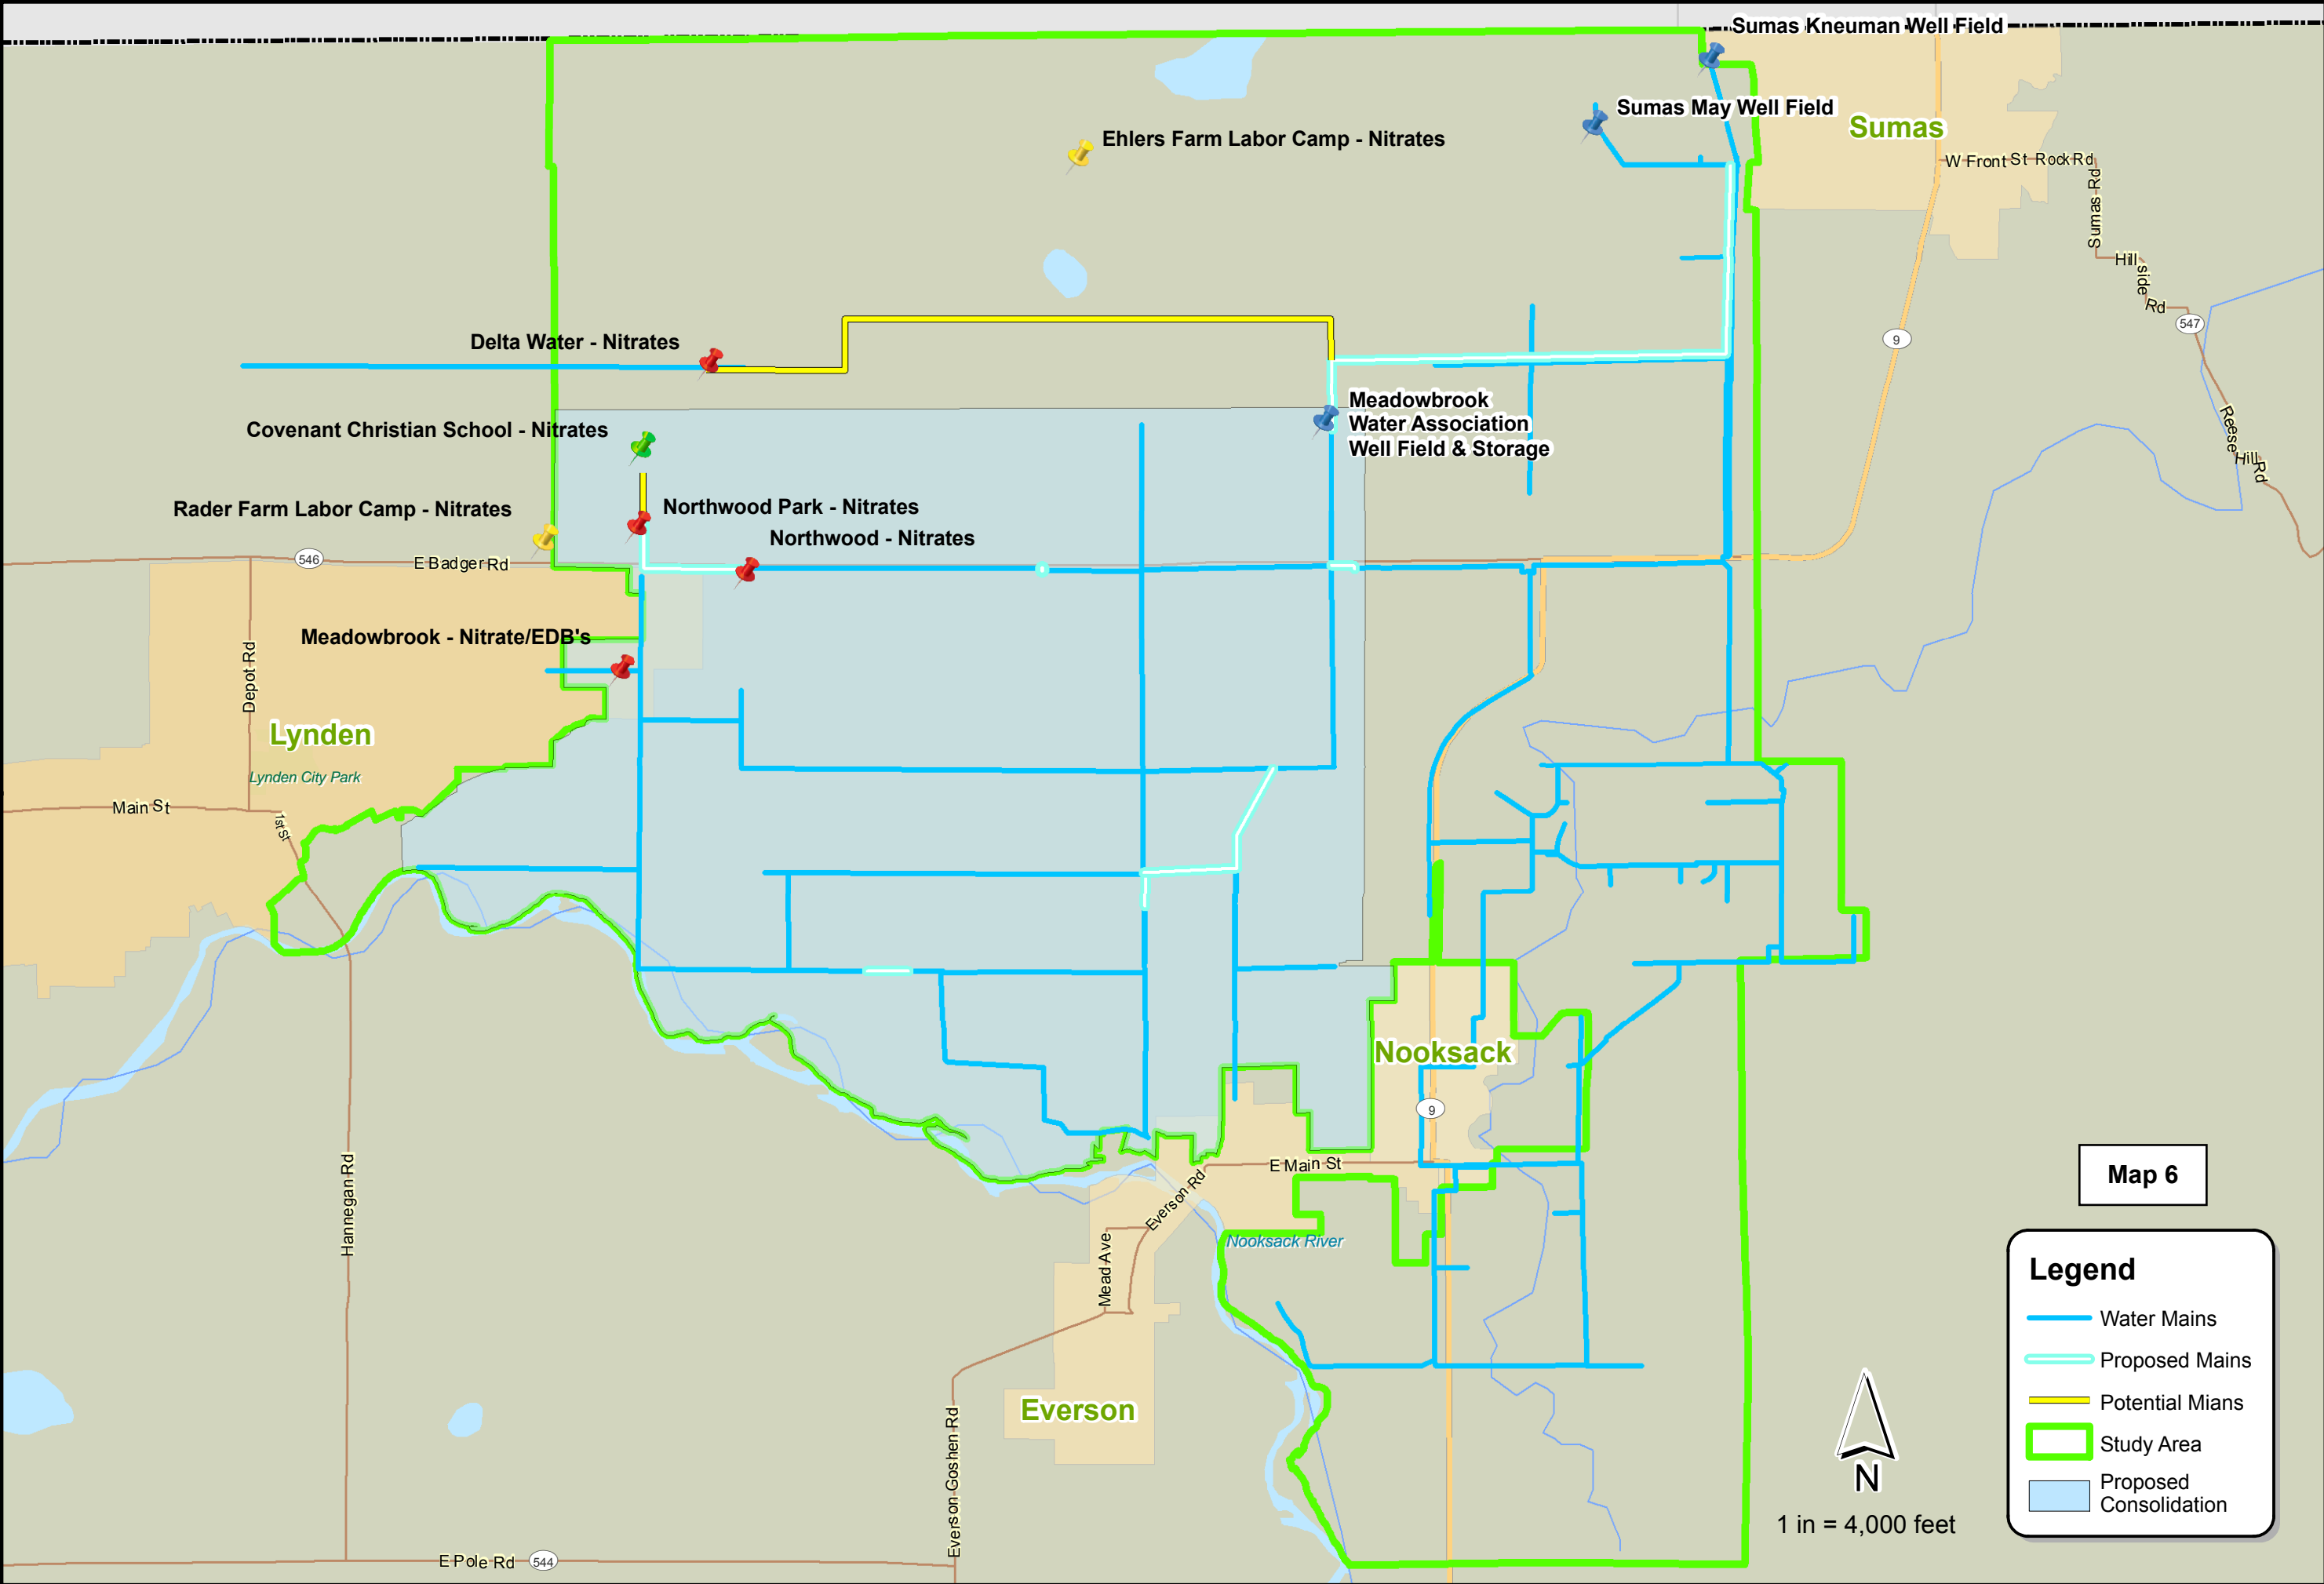 Sumas Kneuman Well Field
Sumas May Well Field
Sumas
Ehlers Farm Labor Camp - Nitrates
W Front St Rock Rd
Sumas Rd
Hill side Rd
547
9
Delta Water - Nitrates
Meadowbrook
Water Association
Well Field & Storage
Covenant Christian School - Nitrates
Reese Hill Rd
Rader Farm Labor Camp - Nitrates
Northwood Park - Nitrates
Northwood - Nitrates
546
E Badger Rd
Meadowbrook - Nitrate/EDB's
Depot Rd
Lynden
Lynden City Park
Main St
1st St
Nooksack
9
E Main St
Everson Rd
Hannegan Rd
Mead Ave
Nooksack River
Everson
Everson Goshen Rd
E Pole Rd
544
Map 6
Legend
Water Mains
Proposed Mains
Potential Mians
Study Area
Proposed
Consolidation
N
1 in = 4,000 feet